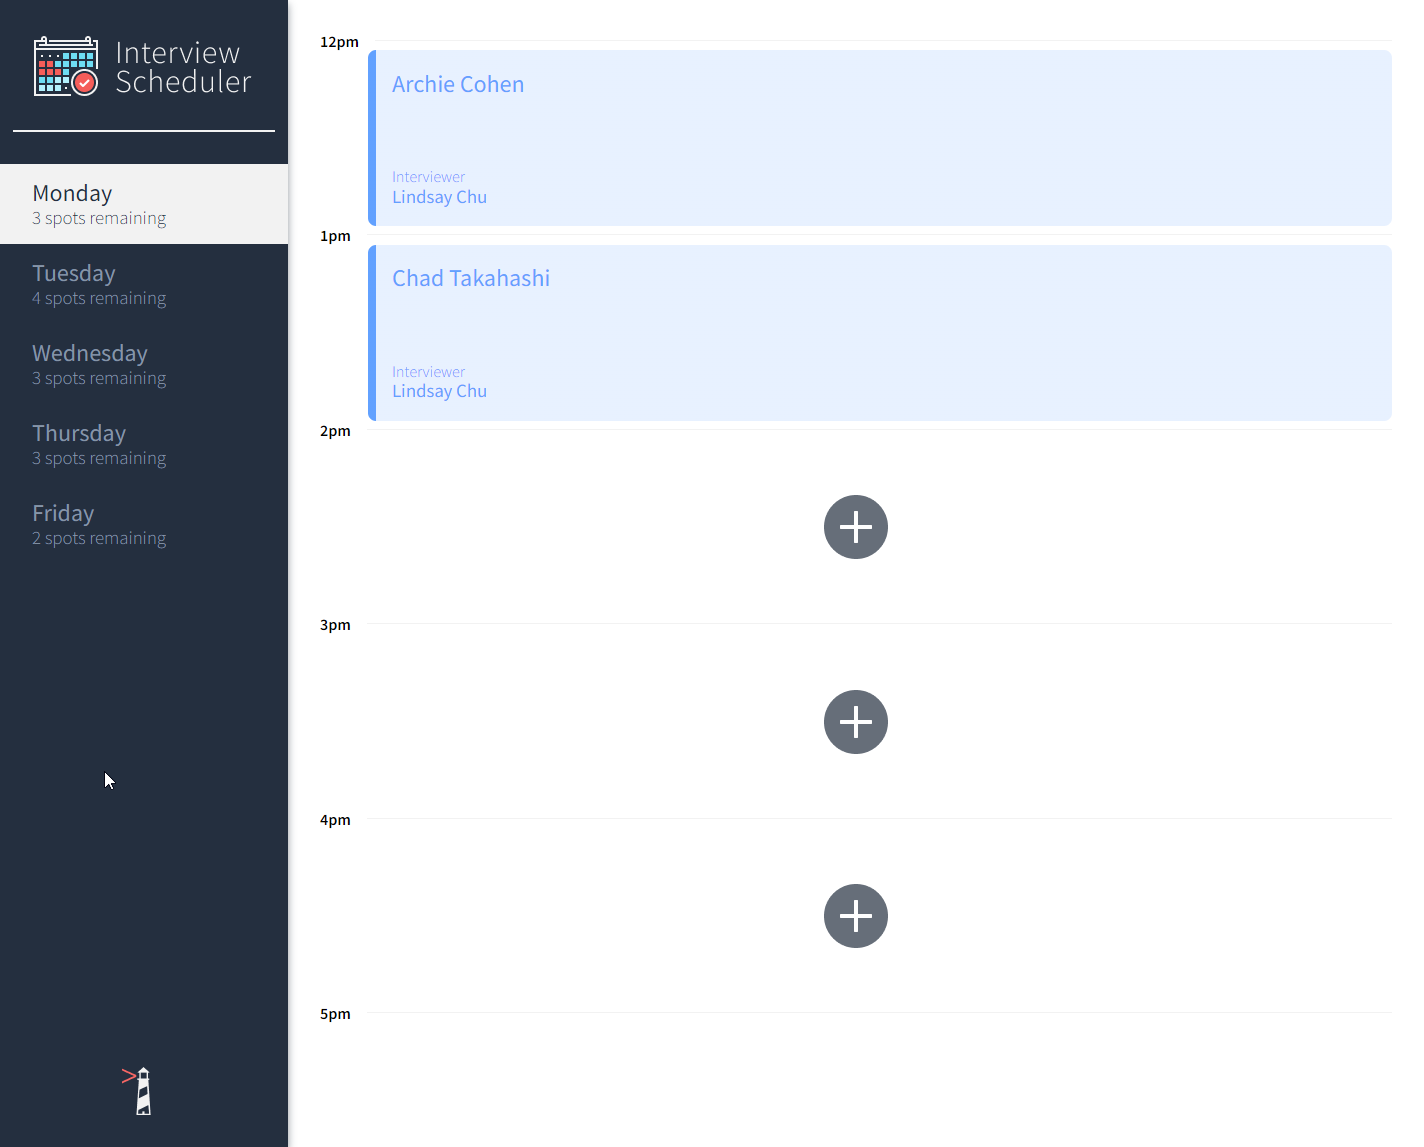 Interview
Scheduler
Monday
3 spots remaining
Tuesday
4 spots remaining
Wednesday
3 spots remaining
Thursday
3 spots remaining
Friday
2 spots remaining
12pm
Archie Cohen
Interviewer
Lindsay Chu
1pm
Chad Takahashi
Interviewer
Lindsay Chu
2pm
3pm
4pm
5pm